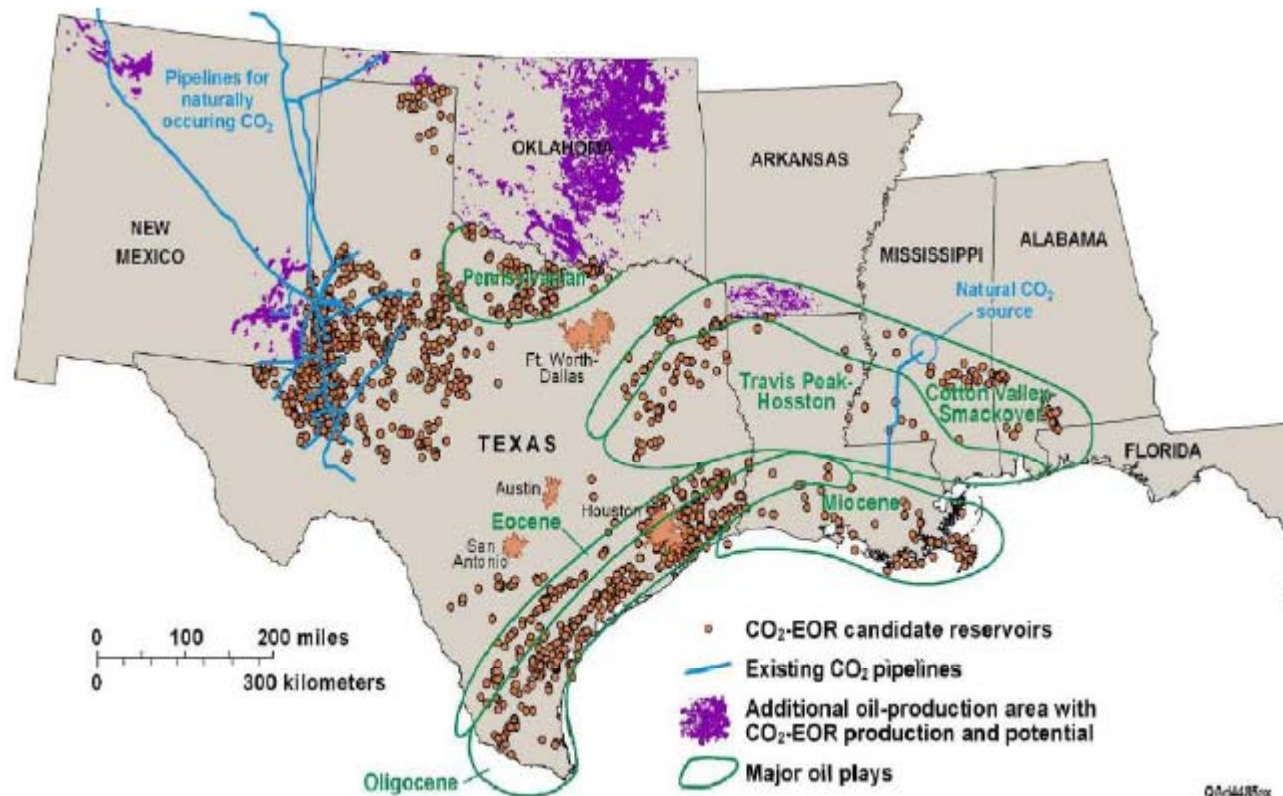 Pipelines for
naturally
occuring CO₂
OKLAHOMA
ARKANSAS
NEW
MEXICO
MISSISSIPPI
ALABAMA
Pennsylvanian
Natural CO₂
source
Ft. Worth-
Dallas
Travis Peak-
Hosston
Cotton Valley
Smackover
TEXAS
FLORIDA
Austin
Houston
Eocene
Miocene
San
Antonio
0 100 200 miles
0 300 kilometers
CO₂-EOR candidate reservoirs
Existing CO₂ pipelines
Additional oil-production area with
CO₂-EOR production and potential
Oligocene
Major oil plays